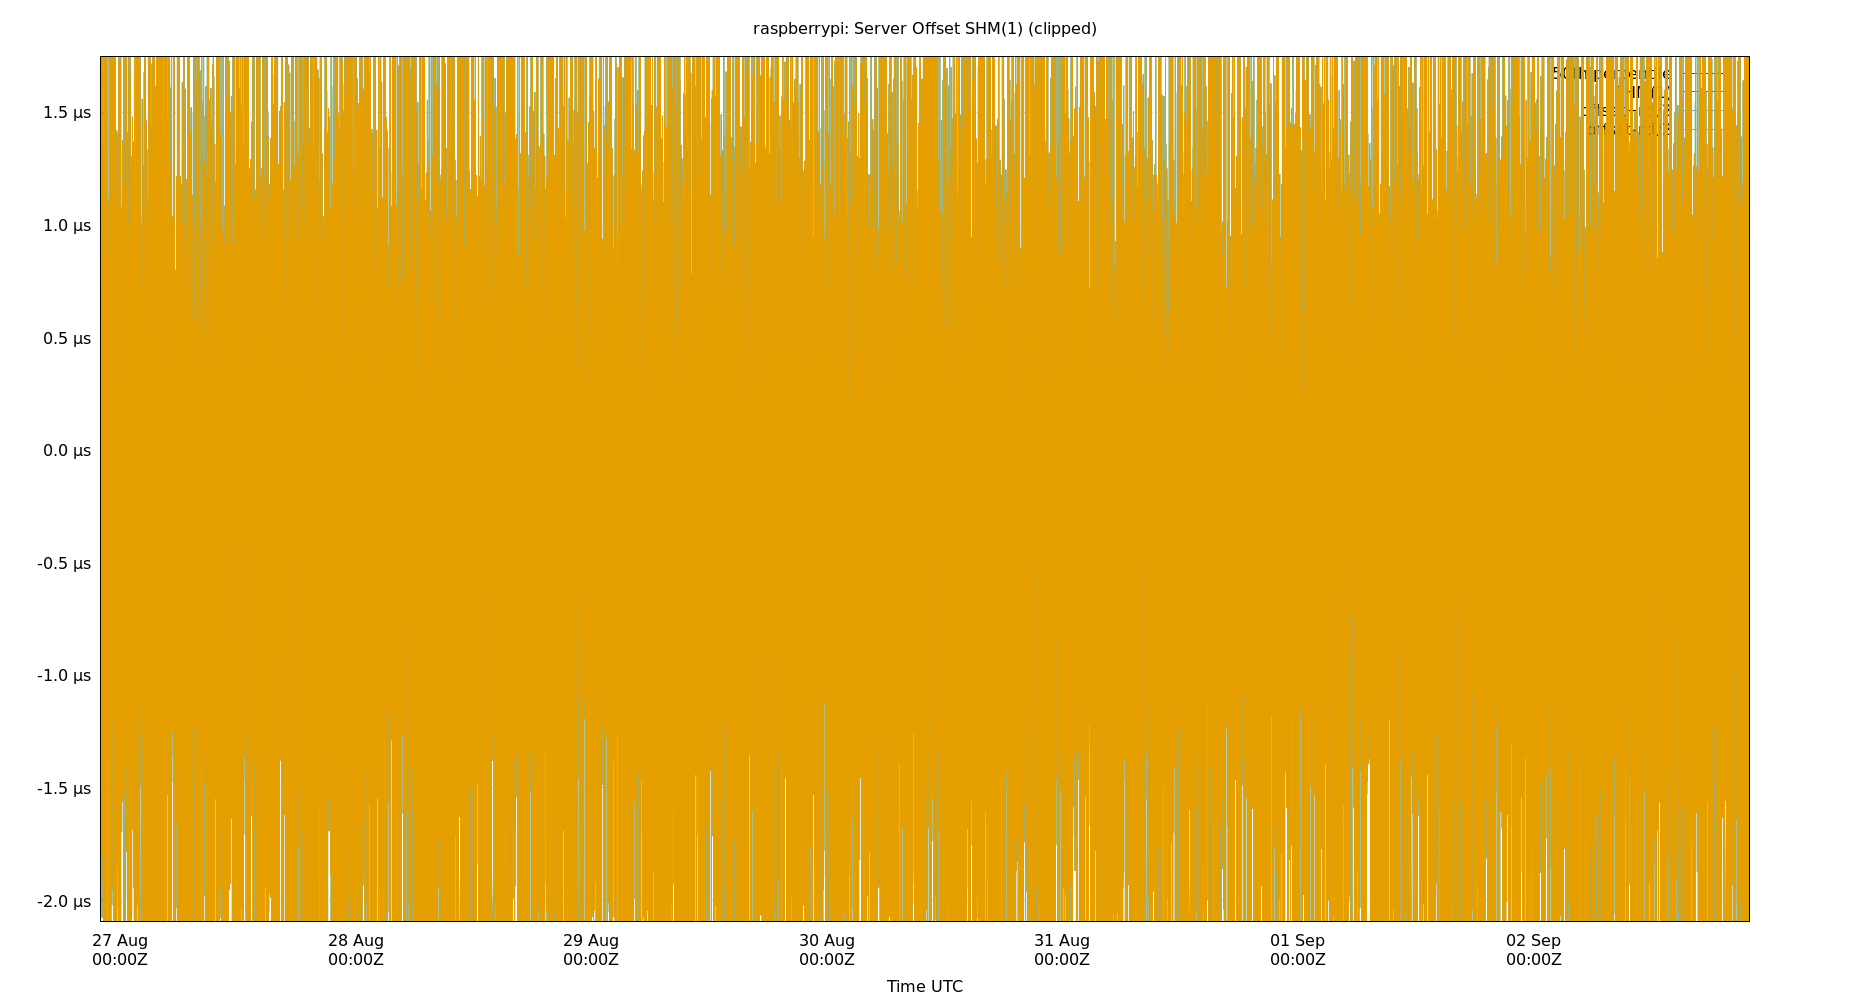 raspberrypi: Server Offset SHM(1) (clipped)
1.5 µs
1.0 µs
0.5 µs
0.0 µs
-0.5 µs
-1.0 µs
-1.5 µs
-2.0 µs
27 Aug 28 Aug 29 Aug 30 Aug 31 Aug 01 Sep 02 Sep
00:00Z 00:00Z 00:00Z 00:00Z 00:00Z 00:00Z 00:00Z
Time UTC